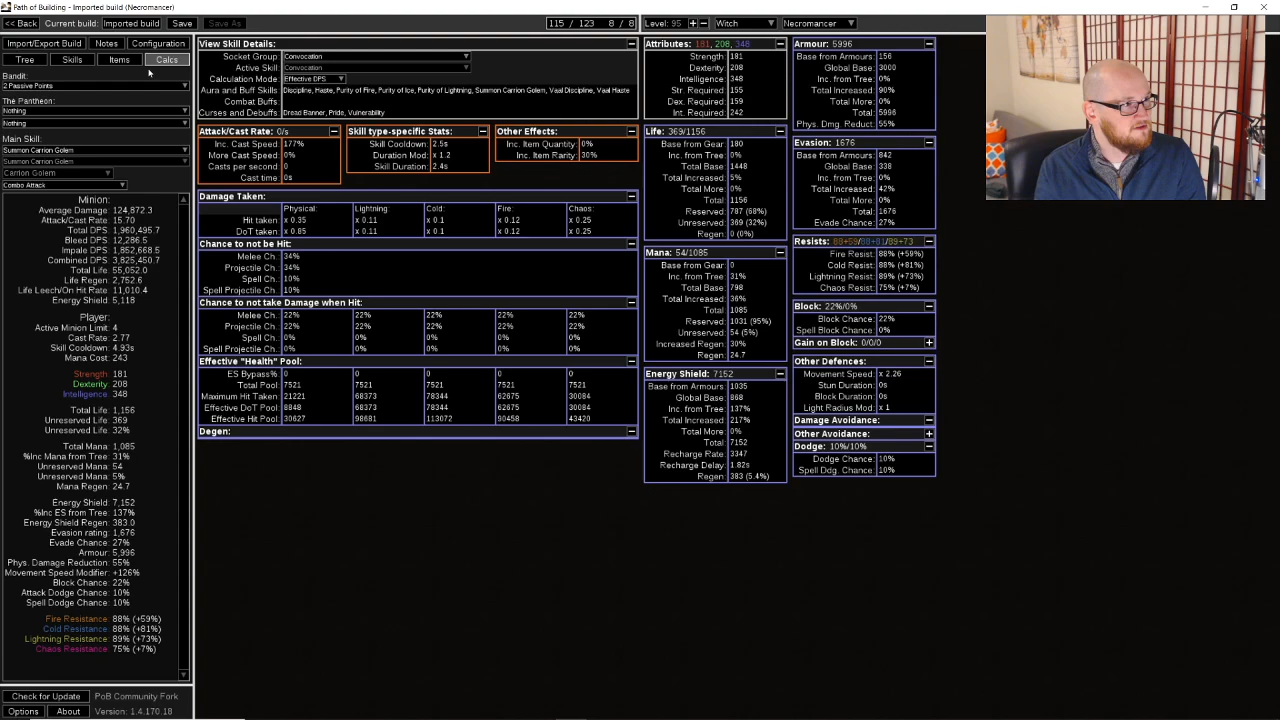 Path of Building - Imported build (Necromancer)
<< Back Current build: Imported build Save Save As 115 / 123 8 / 8 Level: 95 + - Witch Necromancer
Import/Export Build Notes Configuration
Tree Skills Items Calcs
Bandit:
2 Passive Points
The Pantheon:
Nothing
Nothing
Main Skill:
Summon Carrion Golem
Summon Carrion Golem
Carrion Golem
Combo Attack
Minion:
Average Damage: 124,872.3
Attack/Cast Rate: 15.70
Total DPS: 1,960,495.7
Bleed DPS: 12,286.5
Impale DPS: 1,852,668.5
Combined DPS: 3,825,450.7
Total Life: 55,052.0
Life Regen: 2,752.6
Life Leech/On Hit Rate: 11,010.4
Energy Shield: 5,118
Player:
Active Minion Limit: 4
Cast Rate: 2.77
Skill Cooldown: 4.93s
Mana Cost: 243
Strength: 181
Dexterity: 208
Intelligence: 348
Total Life: 1,156
Unreserved Life: 369
Unreserved Life: 32%
Total Mana: 1,085
%Inc Mana from Tree: 31%
Unreserved Mana: 54
Unreserved Mana: 5%
Mana Regen: 24.7
Energy Shield: 7,152
%Inc ES from Tree: 137%
Energy Shield Regen: 383.0
Evasion rating: 1,676
Evade Chance: 27%
Armour: 5,996
Phys. Damage Reduction: 55%
Movement Speed Modifier: +126%
Block Chance: 22%
Attack Dodge Chance: 10%
Spell Dodge Chance: 10%
Fire Resistance: 88% (+59%)
Cold Resistance: 88% (+81%)
Lightning Resistance: 89% (+73%)
Chaos Resistance: 75% (+7%)
Check for Update PoB Community Fork
Options About Version: 1.4.170.18
View Skill Details:
Socket Group: Convocation
Active Skill: Convocation
Calculation Mode: Effective DPS
Aura and Buff Skills: Discipline, Haste, Purity of Fire, Purity of Ice, Purity of Lightning, Summon Carrion Golem, Vaal Discipline, Vaal Haste
Combat Buffs:
Curses and Debuffs: Dread Banner, Pride, Vulnerability
Attack/Cast Rate: 0/s
Inc. Cast Speed: 177%
More Cast Speed: 0%
Casts per second: 0
Cast time: 0s
Skill type-specific Stats:
Skill Cooldown: 2.5s
Duration Mod: x 1.2
Skill Duration: 2.4s
Other Effects:
Inc. Item Quantity: 0%
Inc. Item Rarity: 30%
Damage Taken:
Physical: Lightning: Cold: Fire: Chaos:
Hit taken x 0.35 x 0.11 x 0.1 x 0.12 x 0.25
DoT taken x 0.85 x 0.11 x 0.1 x 0.12 x 0.25
Chance to not be Hit:
Melee Ch. 34%
Projectile Ch. 34%
Spell Ch. 10%
Spell Projectile Ch. 10%
Chance to not take Damage when Hit:
Melee Ch. 22% 22% 22% 22% 22%
Projectile Ch. 22% 22% 22% 22% 22%
Spell Ch. 0% 0% 0% 0% 0%
Spell Projectile Ch. 0% 0% 0% 0% 0%
Effective "Health" Pool:
ES Bypass% 0 0 0 0 0
Total Pool: 7521 7521 7521 7521 7521
Maximum Hit Taken: 21221 68373 78344 62675 30084
Effective DoT Pool: 8848 68373 78344 62675 30084
Effective Hit Pool: 30627 98681 113072 90458 43420
Degen:
Attributes: 181, 208, 348
Strength: 181
Dexterity: 208
Intelligence: 348
Str. Required: 155
Dex. Required: 159
Int. Required: 242
Life: 369/1156
Base from Gear: 180
Inc. from Tree: 0%
Total Base: 1448
Total Increased: 5%
Total More: 0%
Total: 1156
Reserved: 787 (68%)
Unreserved: 369 (32%)
Regen: 0 (0%)
Mana: 54/1085
Base from Gear: 0
Inc. from Tree: 31%
Total Base: 798
Total Increased: 36%
Total: 1085
Reserved: 1031 (95%)
Unreserved: 54 (5%)
Increased Regen: 30%
Regen: 24.7
Energy Shield: 7152
Base from Armours: 1035
Global Base: 868
Inc. from Tree: 137%
Total Increased: 217%
Total More: 0%
Total: 7152
Recharge Rate: 3347
Recharge Delay: 1.82s
Regen: 383 (5.4%)
Armour: 5996
Base from Armours: 156
Global Base: 3000
Inc. from Tree: 0%
Total Increased: 90%
Total More: 0%
Total: 5996
Phys. Dmg. Reduct: 55%
Evasion: 1676
Base from Armours: 842
Global Base: 338
Inc. from Tree: 0%
Total Increased: 42%
Total More: 0%
Total: 1676
Evade Chance: 27%
Resists: 88+59/88+81/89+73
Fire Resist: 88% (+59%)
Cold Resist: 88% (+81%)
Lightning Resist: 89% (+73%)
Chaos Resist: 75% (+7%)
Block: 22%/0%
Block Chance: 22%
Spell Block Chance: 0%
Gain on Block: 0/0/0
Other Defences:
Movement Speed: x 2.26
Stun Duration: 0s
Block Duration: 0s
Light Radius Mod: x 1
Damage Avoidance:
Other Avoidance:
Dodge: 10%/10%
Dodge Chance: 10%
Spell Ddg. Chance: 10%